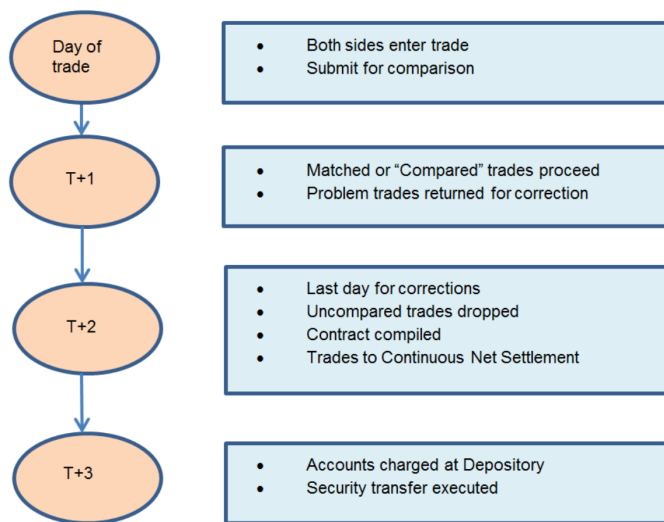 Day of
trade
• Both sides enter trade
• Submit for comparison
T+1
• Matched or “Compared” trades proceed
• Problem trades returned for correction
T+2
• Last day for corrections
• Uncompared trades dropped
• Contract compiled
• Trades to Continuous Net Settlement
T+3
• Accounts charged at Depository
• Security transfer executed